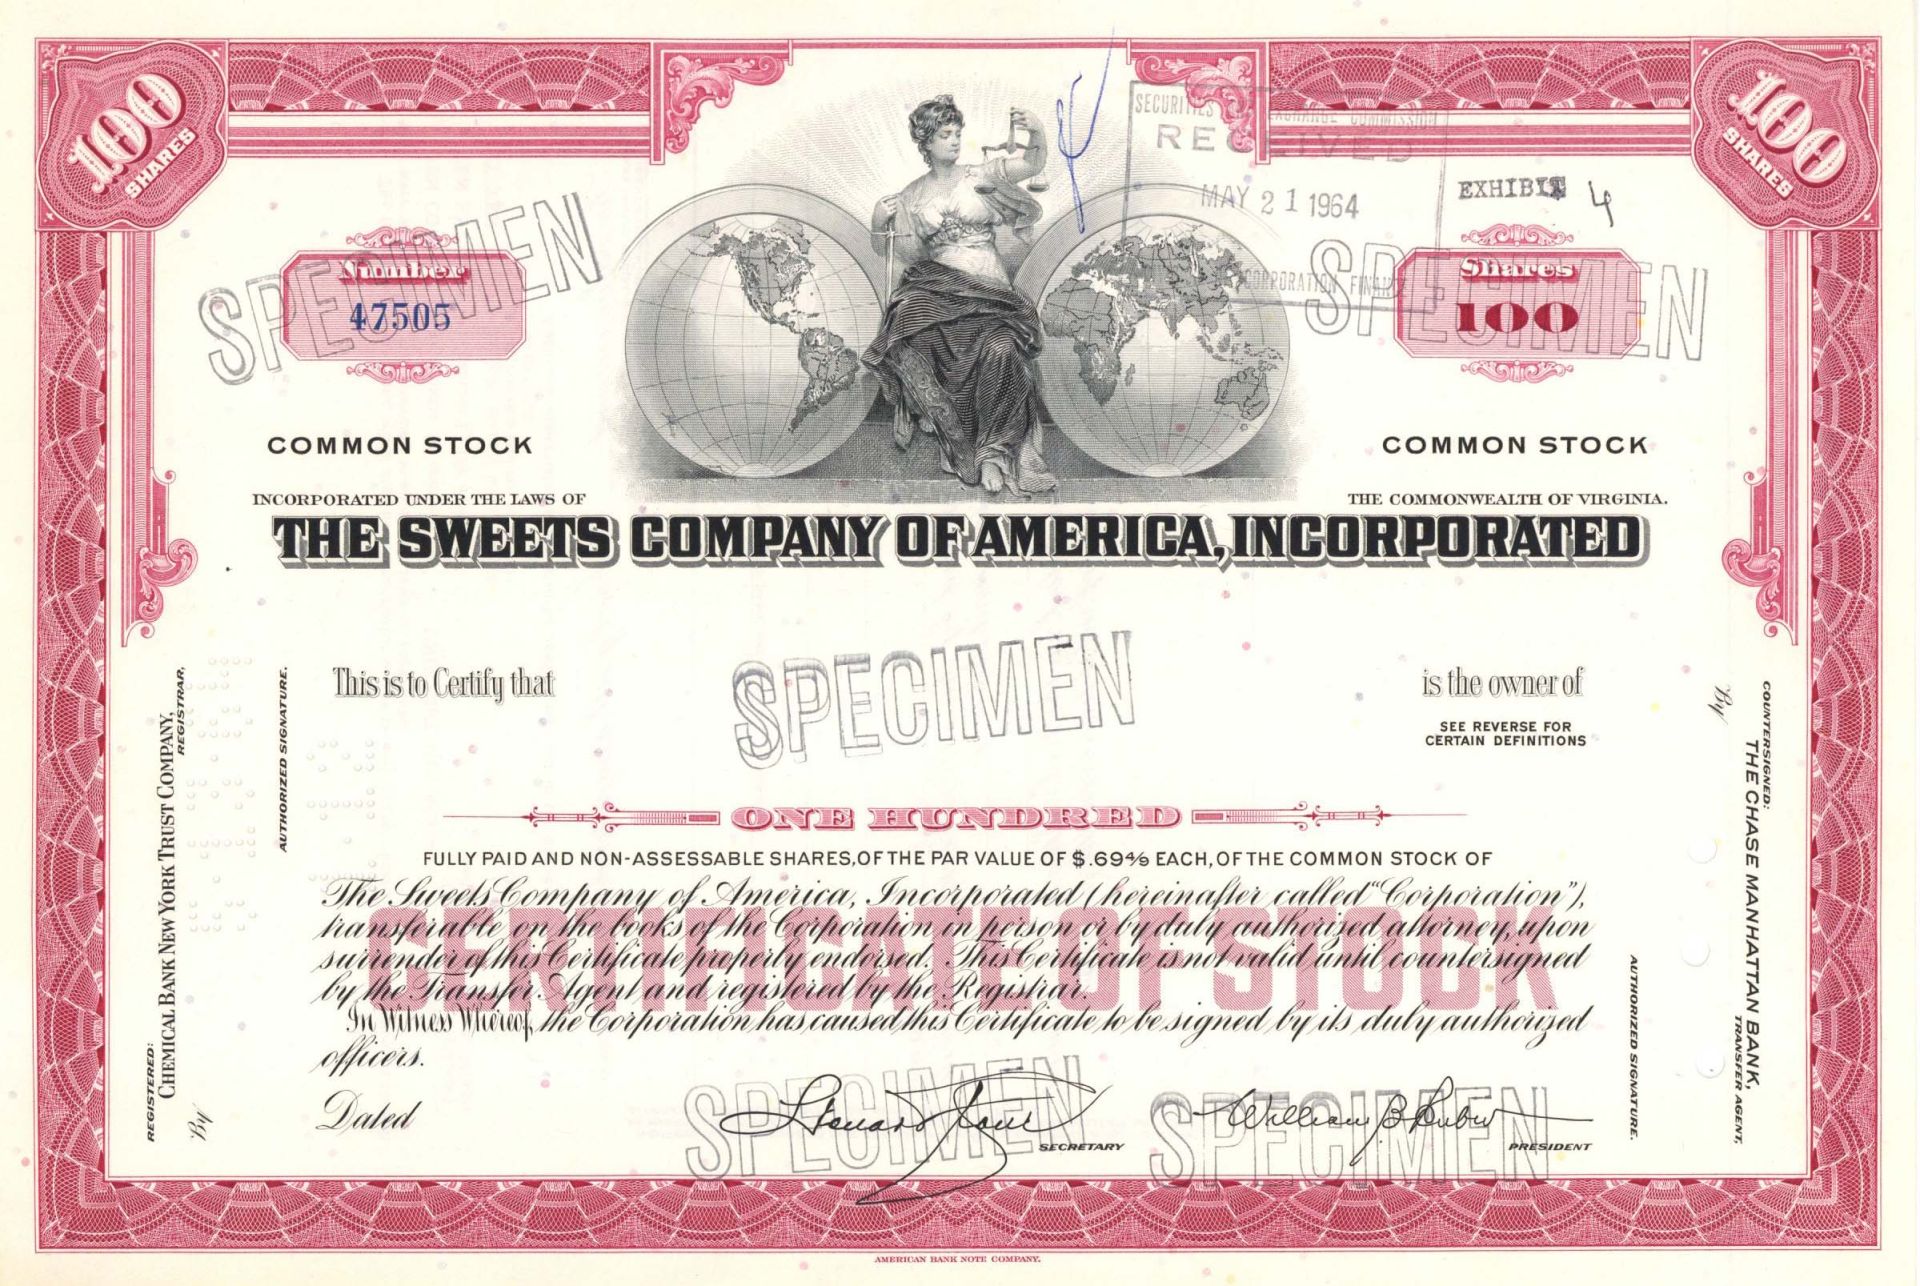 100
SHARES
100
SHARES
SECURITIES EXCHANGE COMMISSION
RECEIVED
MAY 21 1964
CORPORATION FINANCE
EXHIBIT 4
SPECIMEN
Number
47505
SPECIMEN
Shares
100
COMMON STOCK
COMMON STOCK
INCORPORATED UNDER THE LAWS OF
THE COMMONWEALTH OF VIRGINIA.
THE SWEETS COMPANY OF AMERICA, INCORPORATED
This is to Certify that
SPECIMEN
is the owner of
SEE REVERSE FOR
CERTAIN DEFINITIONS
ONE HUNDRED
FULLY PAID AND NON-ASSESSABLE SHARES, OF THE PAR VALUE OF $.69 4/9 EACH, OF THE COMMON STOCK OF
CERTIFICATE OF STOCK
The Sweets Company of America, Incorporated (hereinafter called "Corporation"),
transferable on the books of the Corporation in person or by duly authorized attorney, upon
surrender of this Certificate properly endorsed. This Certificate is not valid until countersigned
by the Transfer Agent and registered by the Registrar.
In Witness Whereof, the Corporation has caused this Certificate to be signed by its duly authorized
officers.
Dated
SPECIMEN
SECRETARY
SPECIMEN
William B Rubin
PRESIDENT
REGISTERED:
CHEMICAL BANK NEW YORK TRUST COMPANY,
REGISTRAR,
By
AUTHORIZED SIGNATURE.
COUNTERSIGNED:
THE CHASE MANHATTAN BANK,
TRANSFER AGENT,
By
AUTHORIZED SIGNATURE.
AMERICAN BANK NOTE COMPANY.